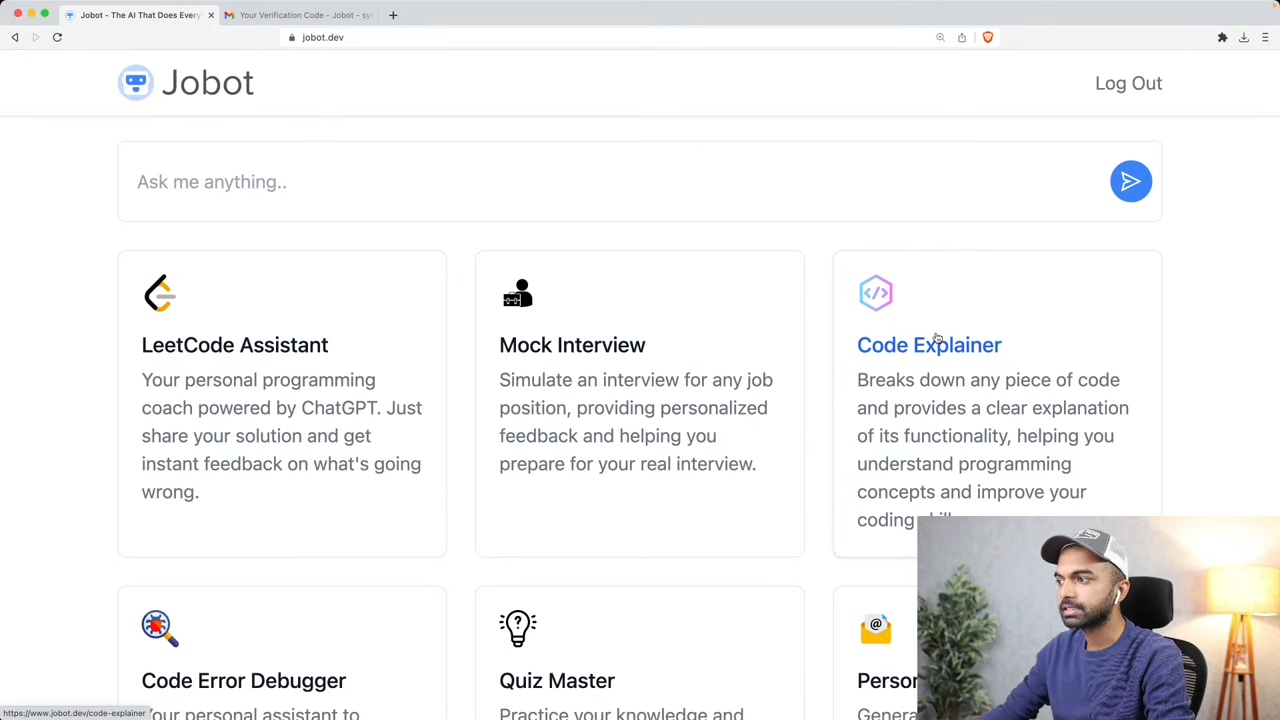 Jobot - The AI That Does Every
Your Verification Code - Jobot - sy
jobot.dev
Jobot
Log Out
Ask me anything..
LeetCode Assistant
Your personal programming
coach powered by ChatGPT. Just
share your solution and get
instant feedback on what's going
wrong.
Mock Interview
Simulate an interview for any job
position, providing personalized
feedback and helping you
prepare for your real interview.
Code Explainer
Breaks down any piece of code
and provides a clear explanation
of its functionality, helping you
understand programming
concepts and improve your
coding
Code Error Debugger
Your personal assistant to
Quiz Master
Practice your knowledge and
Person
Genera
https://www.jobot.dev/code-explainer